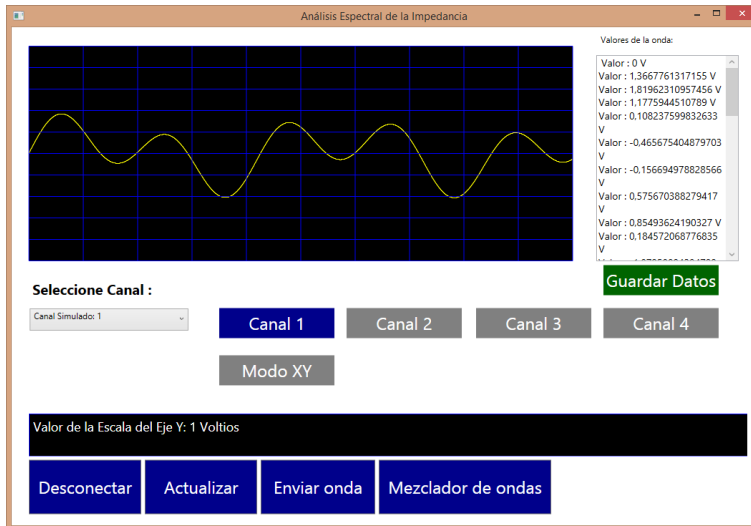 Análisis Espectral de la Impedancia
Valores de la onda:
Valor : 0 V
Valor : 1,3667761317155 V
Valor : 1,81962310957456 V
Valor : 1,1775944510789 V
Valor : 0,108237599832633
V
Valor : -0,465675404879703
V
Valor : -0,156694978828566
V
Valor : 0,575670388279417
V
Valor : 0,85493624190327 V
Valor : 0,184572068776835
V
Guardar Datos
Seleccione Canal :
Canal Simulado: 1
Canal 1
Canal 2
Canal 3
Canal 4
Modo XY
Valor de la Escala del Eje Y: 1 Voltios
Desconectar
Actualizar
Enviar onda
Mezclador de ondas